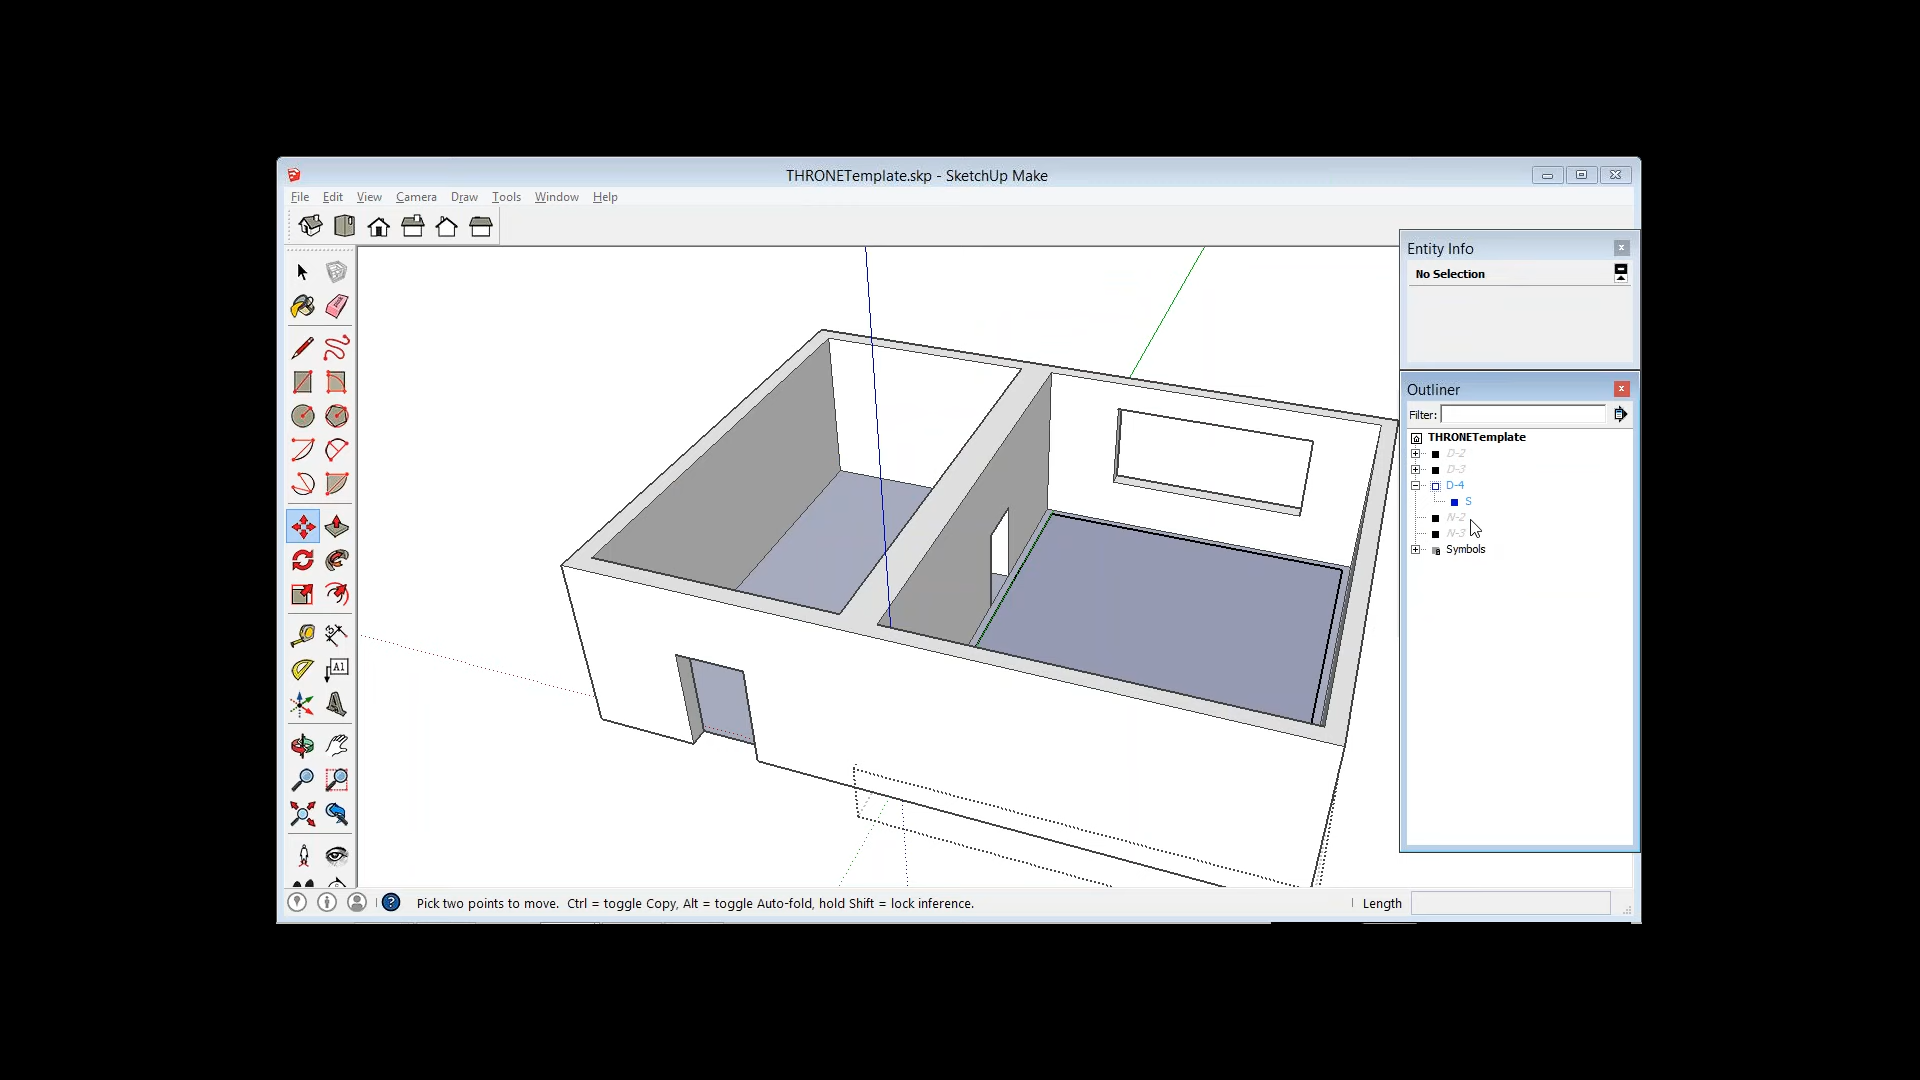 THRONETemplate.skp - SketchUp Make
File Edit View Camera Draw Tools Window Help
Entity Info
No Selection
Outliner
Filter:
THRONETemplate
D-2
D-3
D-4
S
N-2
N-3
Symbols
A1
Pick two points to move. Ctrl = toggle Copy, Alt = toggle Auto-fold, hold Shift = lock inference.
Length